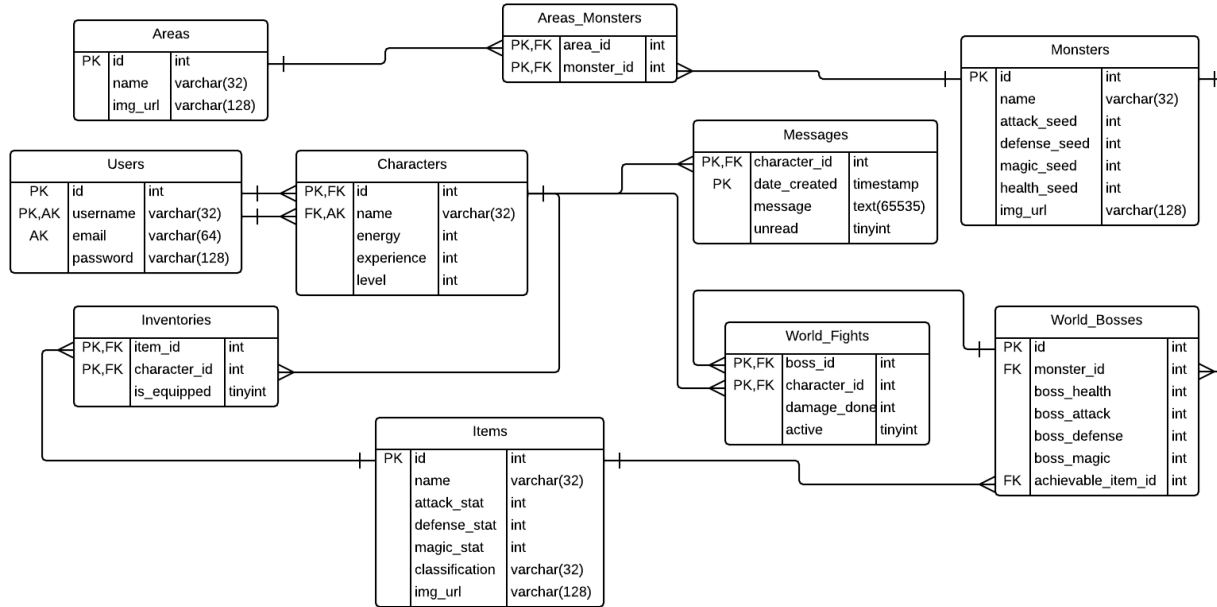 Areas
PK id int
name varchar(32)
img_url varchar(128)
Areas_Monsters
PK,FK area_id int
PK,FK monster_id int
Monsters
PK id int
name varchar(32)
attack_seed int
defense_seed int
magic_seed int
health_seed int
img_url varchar(128)
Users
PK id int
PK,AK username varchar(32)
AK email varchar(64)
password varchar(128)
Characters
PK,FK id int
FK,AK name varchar(32)
energy int
experience int
level int
Messages
PK,FK character_id int
PK date_created timestamp
message text(65535)
unread tinyint
Inventories
PK,FK item_id int
PK,FK character_id int
is_equipped tinyint
World_Fights
PK,FK boss_id int
PK,FK character_id int
damage_done int
active tinyint
World_Bosses
PK id int
FK monster_id int
boss_health int
boss_attack int
boss_defense int
boss_magic int
FK achievable_item_id int
Items
PK id int
name varchar(32)
attack_stat int
defense_stat int
magic_stat int
classification varchar(32)
img_url varchar(128)